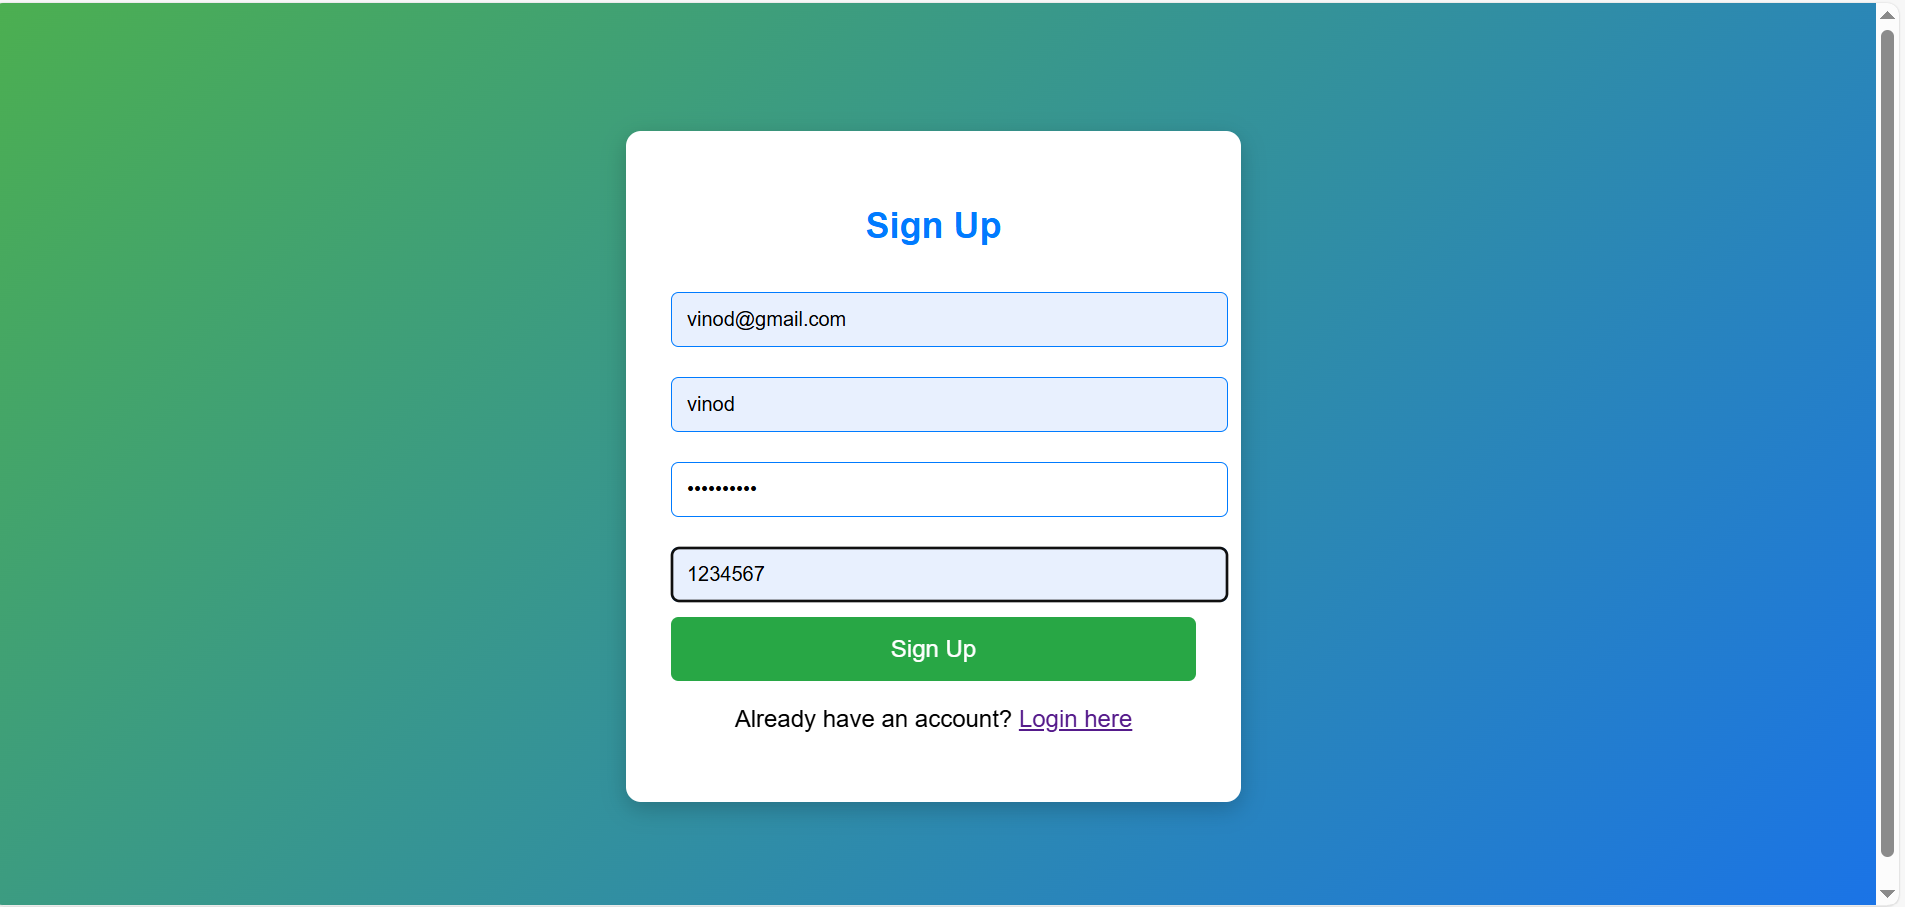 Sign Up
vinod@gmail.com
vinod
••••••••••
1234567
Sign Up
Already have an account? Login here